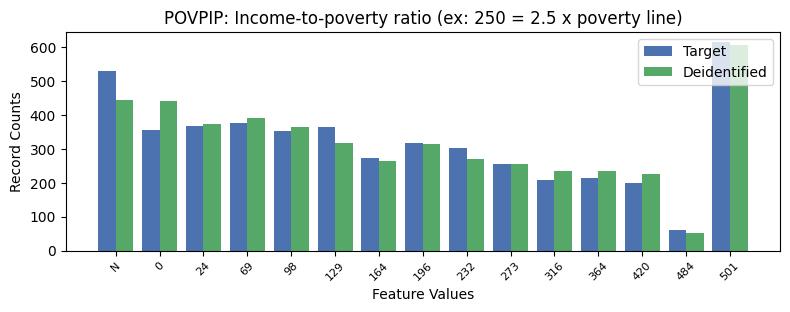 POVPIP: Income-to-poverty ratio (ex: 250 = 2.5 x poverty line)
Target
Deidentified
Record Counts
600
500
400
300
200
100
0
N 0 24 69 98 129 164 196 232 273 316 364 420 484 501
Feature Values